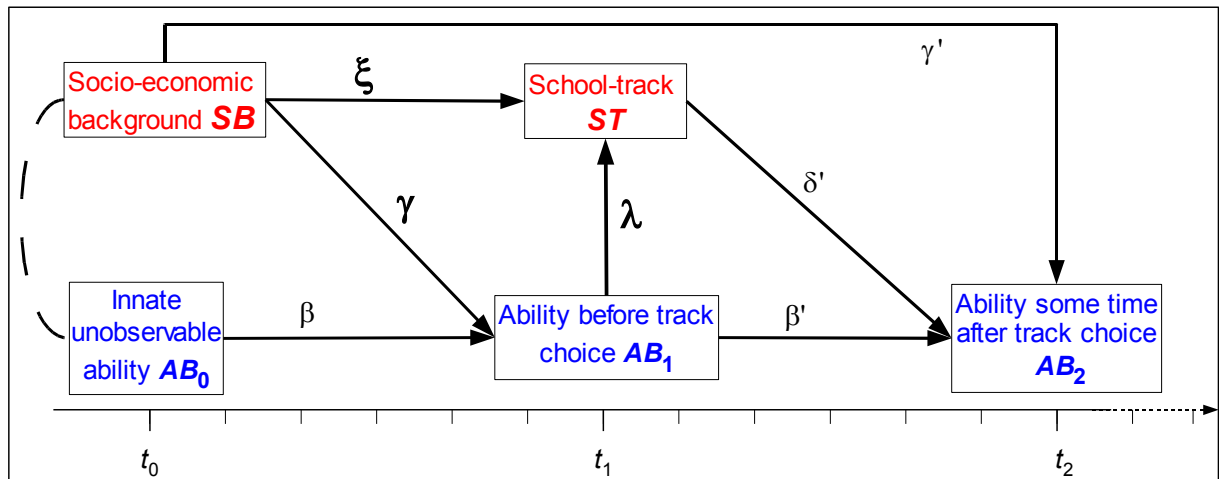 γ'
Socio-economic
background SB
ξ
School-track
ST
δ'
γ
λ
Innate
unobservable
ability AB₀
β
Ability before track
choice AB₁
β'
Ability some time
after track choice
AB₂
t₀
t₁
t₂